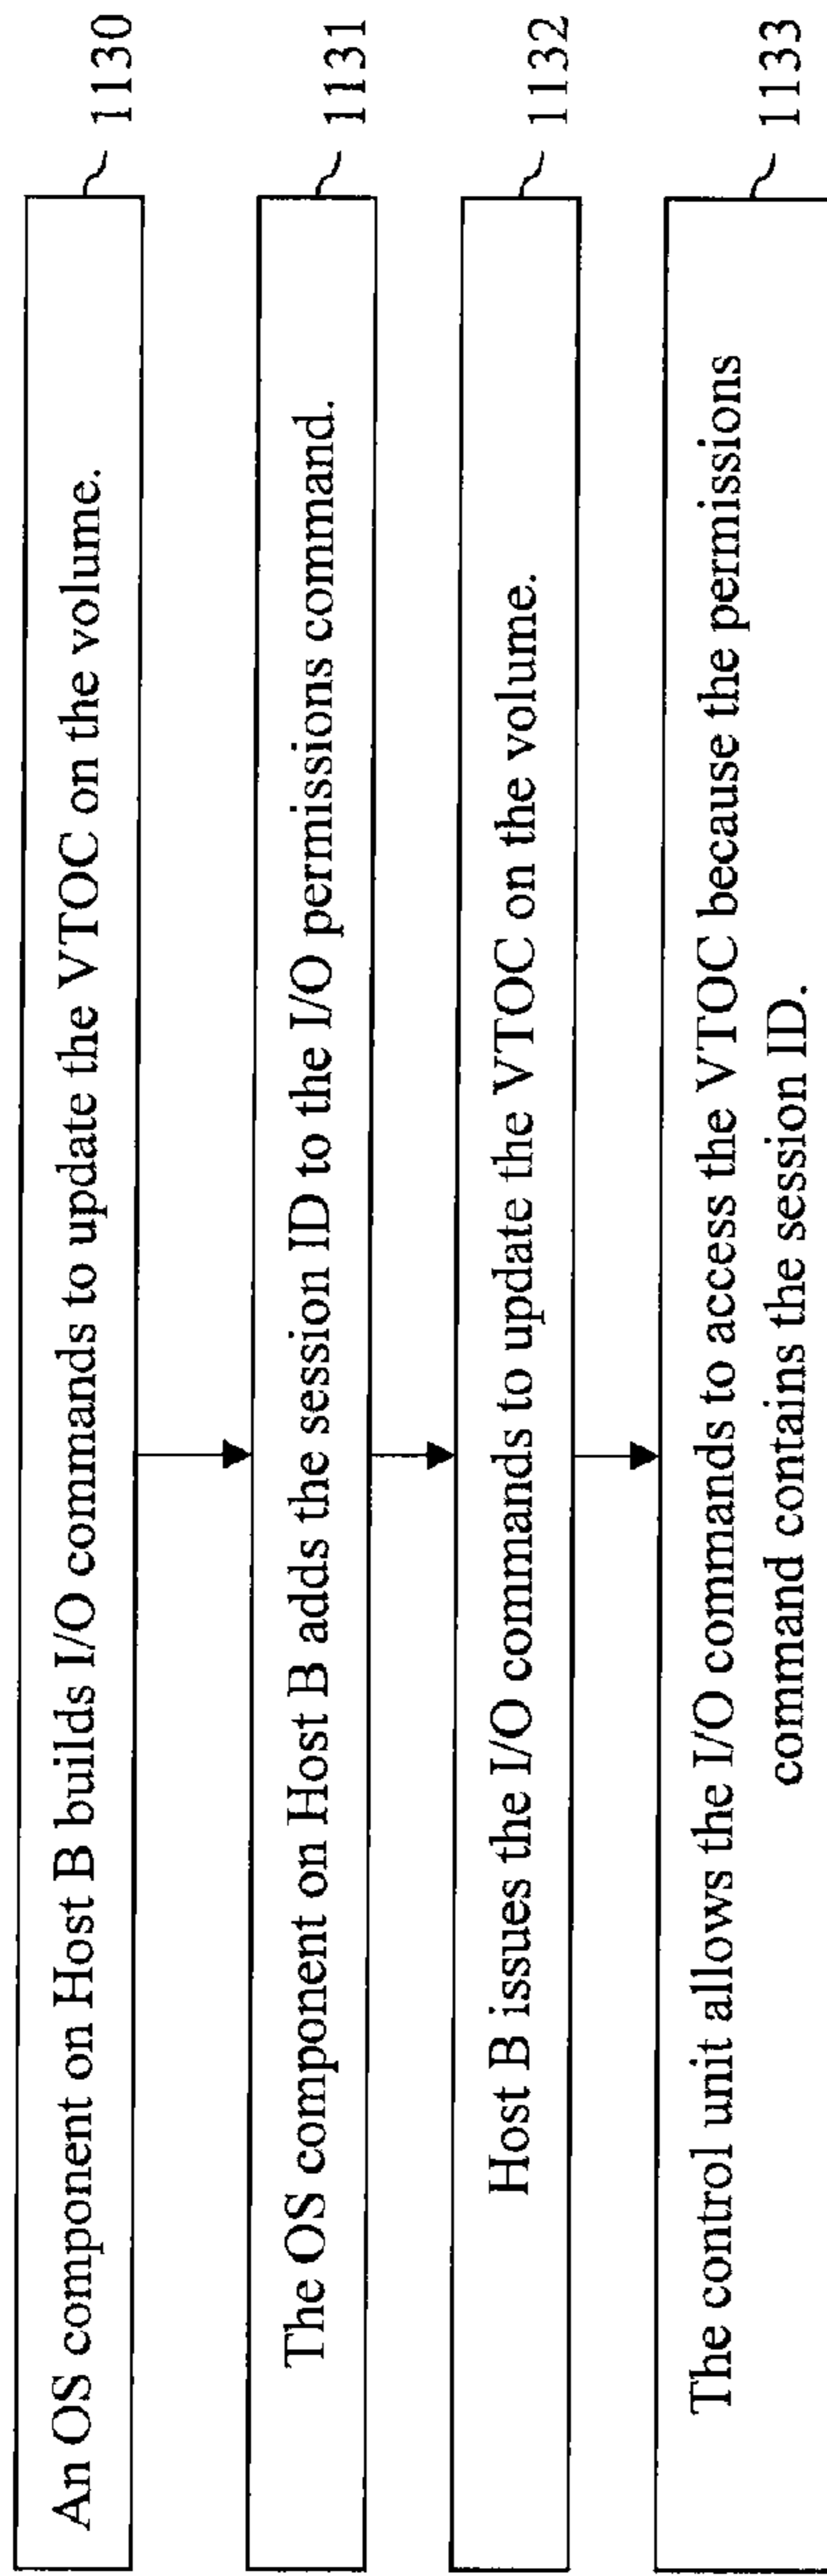 An OS component on Host B builds I/O commands to update the VTOC on the volume.
1130
The OS component on Host B adds the session ID to the I/O permissions command.
1131
Host B issues the I/O commands to update the VTOC on the volume.
1132
The control unit allows the I/O commands to access the VTOC because the permissions
command contains the session ID.
1133